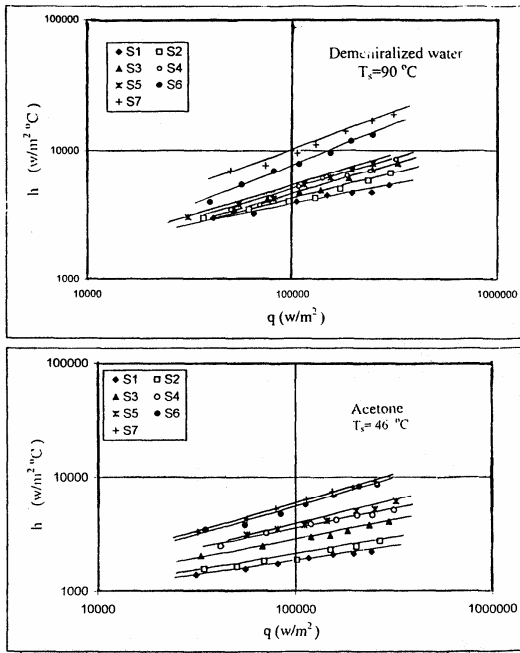 100000
S1 S2
S3 S4
S5 S6
S7
Demeniralized water
Ts=90 °C
h (w/m² °C)
10000
1000
10000 100000 1000000
q (w/m²)
100000
S1 S2
S3 S4
S5 S6
S7
Acetone
Ts= 46 °C
h (w/m² °C)
10000
1000
10000 100000 1000000
q (w/m²)